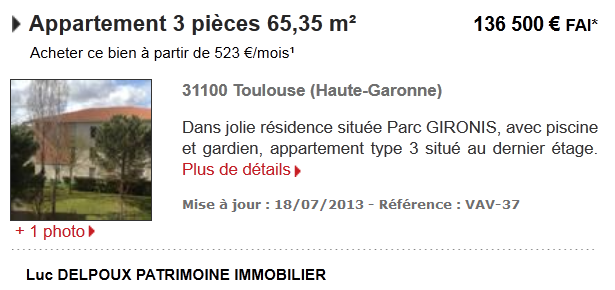 Appartement 3 pièces 65,35 m² 136 500 € FAI*
Acheter ce bien à partir de 523 €/mois¹
31100 Toulouse (Haute-Garonne)
Dans jolie résidence située Parc GIRONIS, avec piscine
et gardien, appartement type 3 situé au dernier étage.
Plus de détails
Mise à jour : 18/07/2013 - Référence : VAV-37
+ 1 photo
Luc DELPOUX PATRIMOINE IMMOBILIER